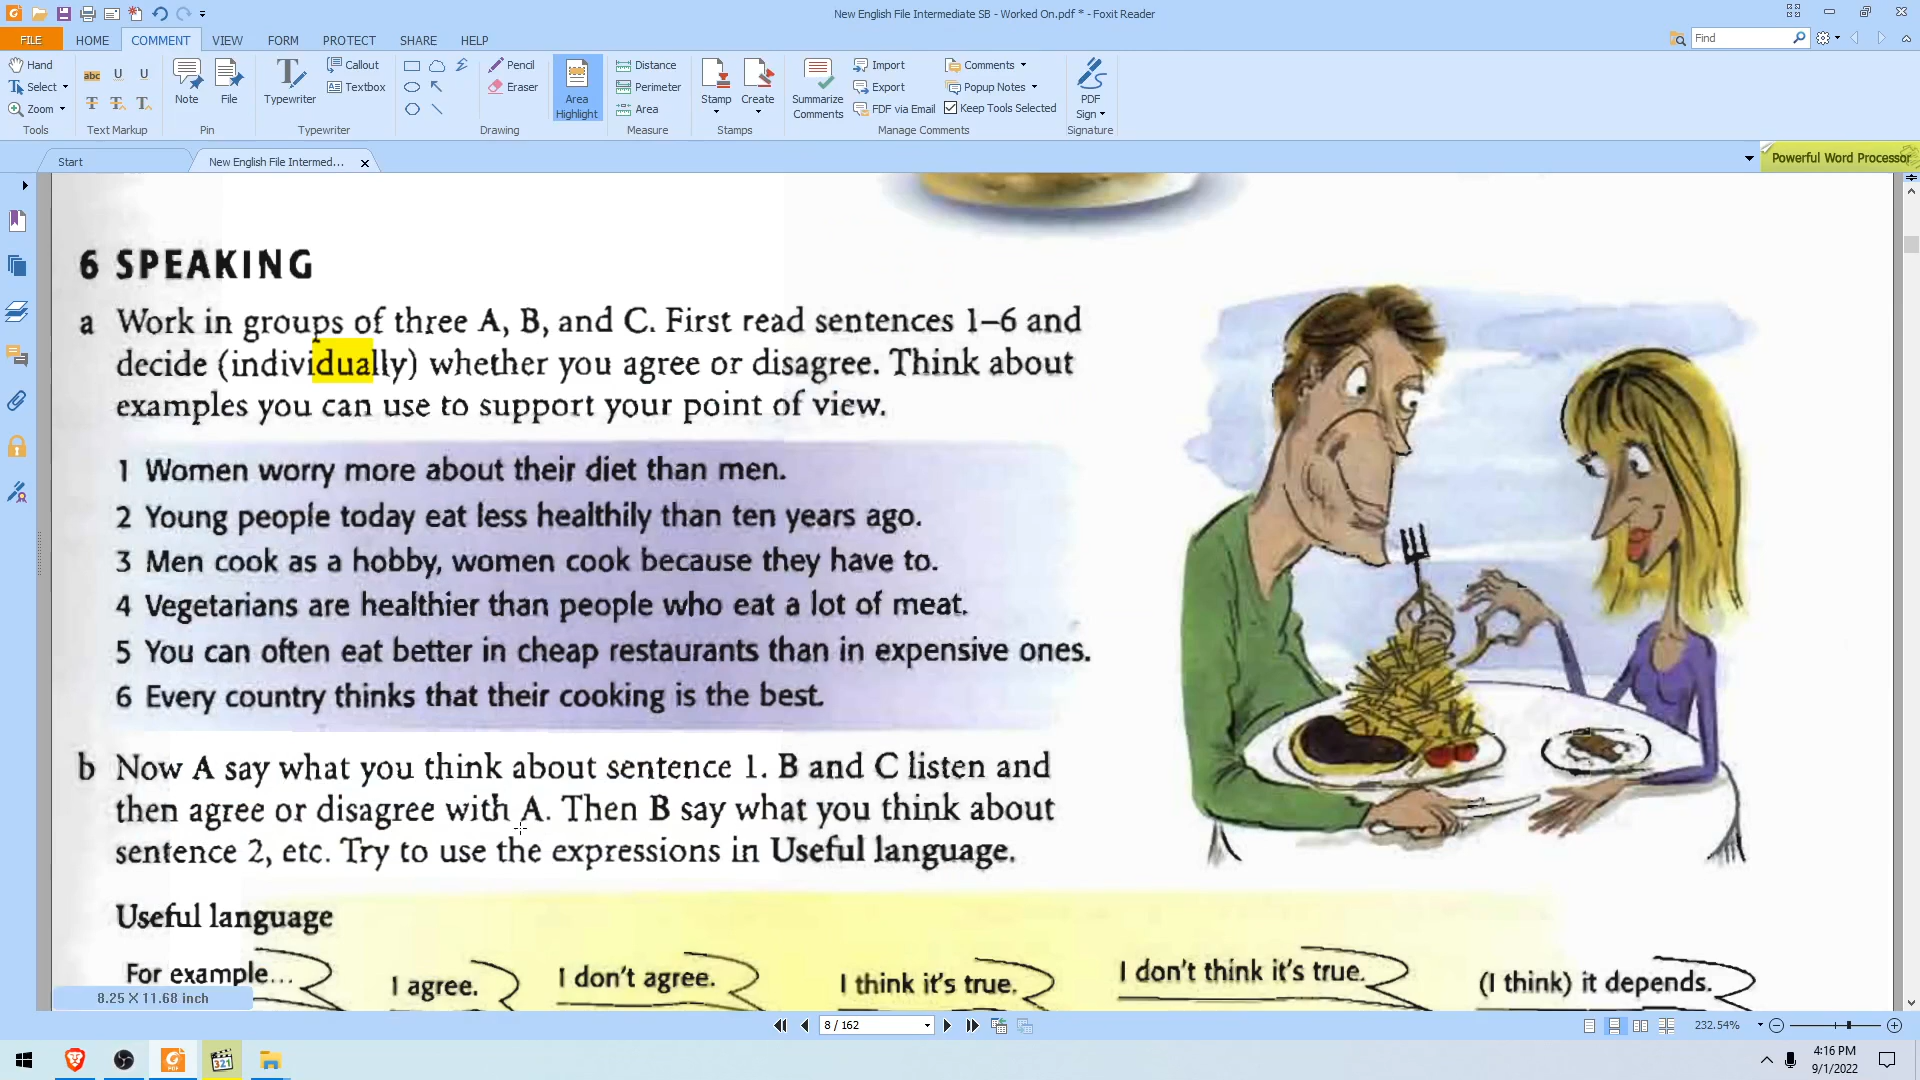 New English File Intermediate SB - Worked On.pdf * - Foxit Reader
FILE HOME COMMENT VIEW FORM PROTECT SHARE HELP
Find
Hand
Select
Zoom
Tools
abc U U
T T T
Text Markup
Note
File
Pin
Typewriter
Callout
Textbox
Typewriter
Pencil
Eraser
Drawing
Area
Highlight
Distance
Perimeter
Area
Measure
Stamp
Create
Stamps
Summarize
Comments
Import
Export
FDF via Email
Comments
Popup Notes
Keep Tools Selected
Manage Comments
PDF
Sign
Signature
Start
New English File Intermed...
Powerful Word Processor
6 SPEAKING
a Work in groups of three A, B, and C. First read sentences 1–6 and
decide (individually) whether you agree or disagree. Think about
examples you can use to support your point of view.
1 Women worry more about their diet than men.
2 Young people today eat less healthily than ten years ago.
3 Men cook as a hobby, women cook because they have to.
4 Vegetarians are healthier than people who eat a lot of meat.
5 You can often eat better in cheap restaurants than in expensive ones.
6 Every country thinks that their cooking is the best.
b Now A say what you think about sentence 1. B and C listen and
then agree or disagree with A. Then B say what you think about
sentence 2, etc. Try to use the expressions in Useful language.
Useful language
For example... I agree. I don't agree. I think it's true. I don't think it's true. (I think) it depends.
8.25 X 11.68 inch
8 / 162
232.54%
PDF
321
4:16 PM
9/1/2022